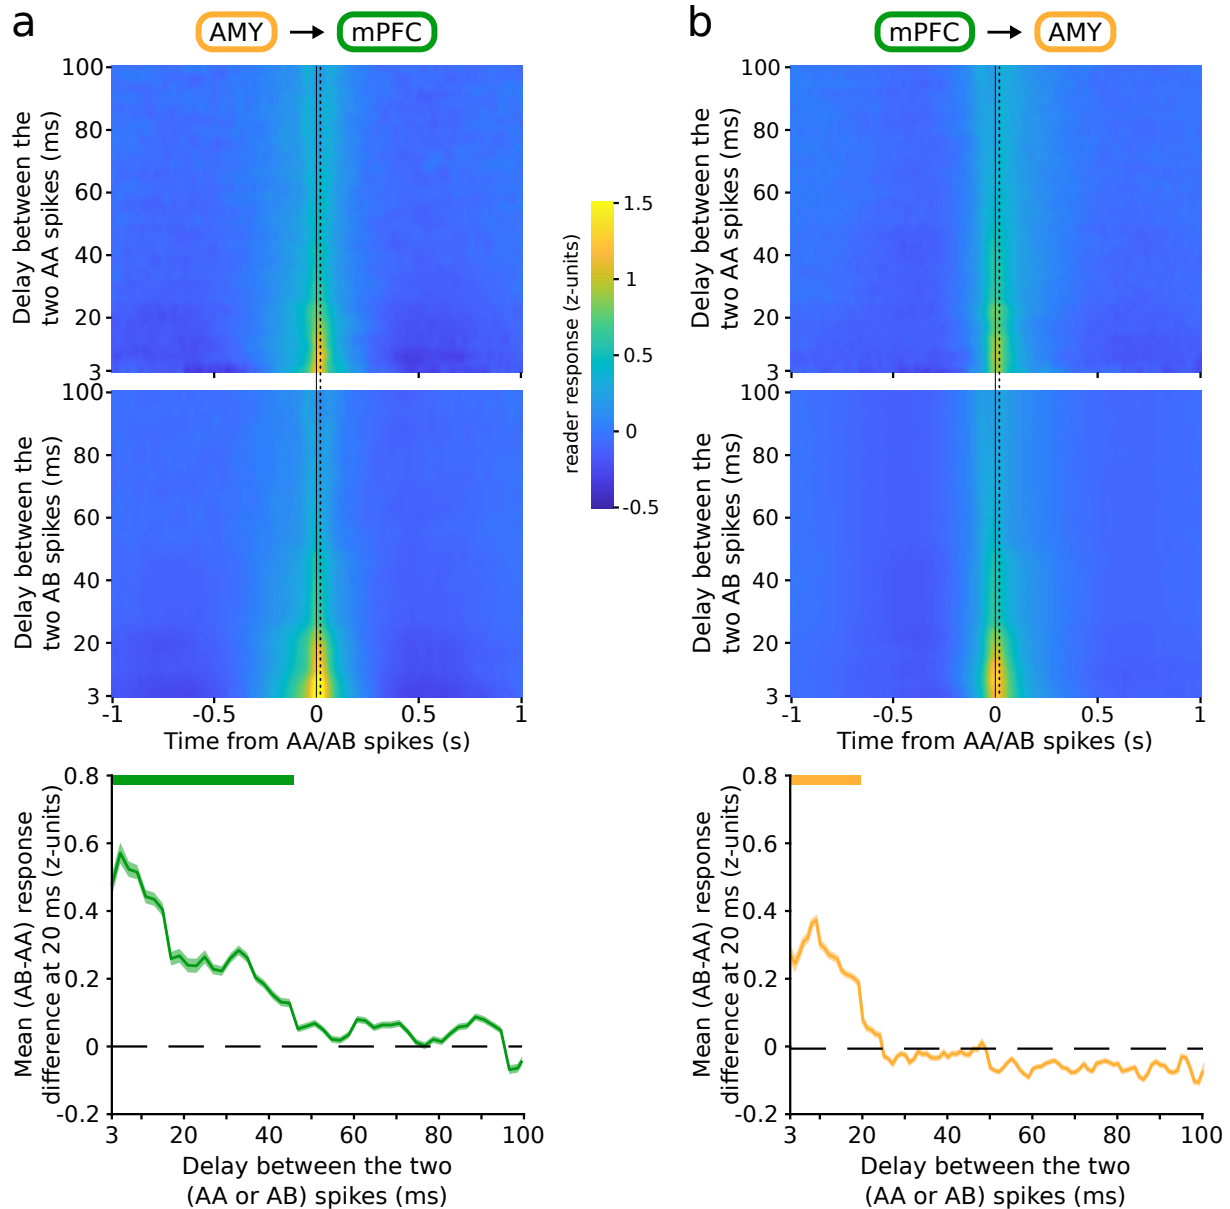 a
AMY → mPFC
Delay between the
two AA spikes (ms)
100
80
60
40
20
3
Delay between the
two AB spikes (ms)
100
80
60
40
20
3
-1
-0.5
0
0.5
1
Time from AA/AB spikes (s)
reader response (z-units)
1.5
1
0.5
0
-0.5
Mean (AB-AA) response
difference at 20 ms (z-units)
0.8
0.6
0.4
0.2
0
-0.2
3
20
40
60
80
100
Delay between the two
(AA or AB) spikes (ms)
b
mPFC → AMY
Delay between the
two AA spikes (ms)
100
80
60
40
20
3
Delay between the
two AB spikes (ms)
100
80
60
40
20
3
-1
-0.5
0
0.5
1
Time from AA/AB spikes (s)
Mean (AB-AA) response
difference at 20 ms (z-units)
0.8
0.6
0.4
0.2
0
-0.2
3
20
40
60
80
100
Delay between the two
(AA or AB) spikes (ms)